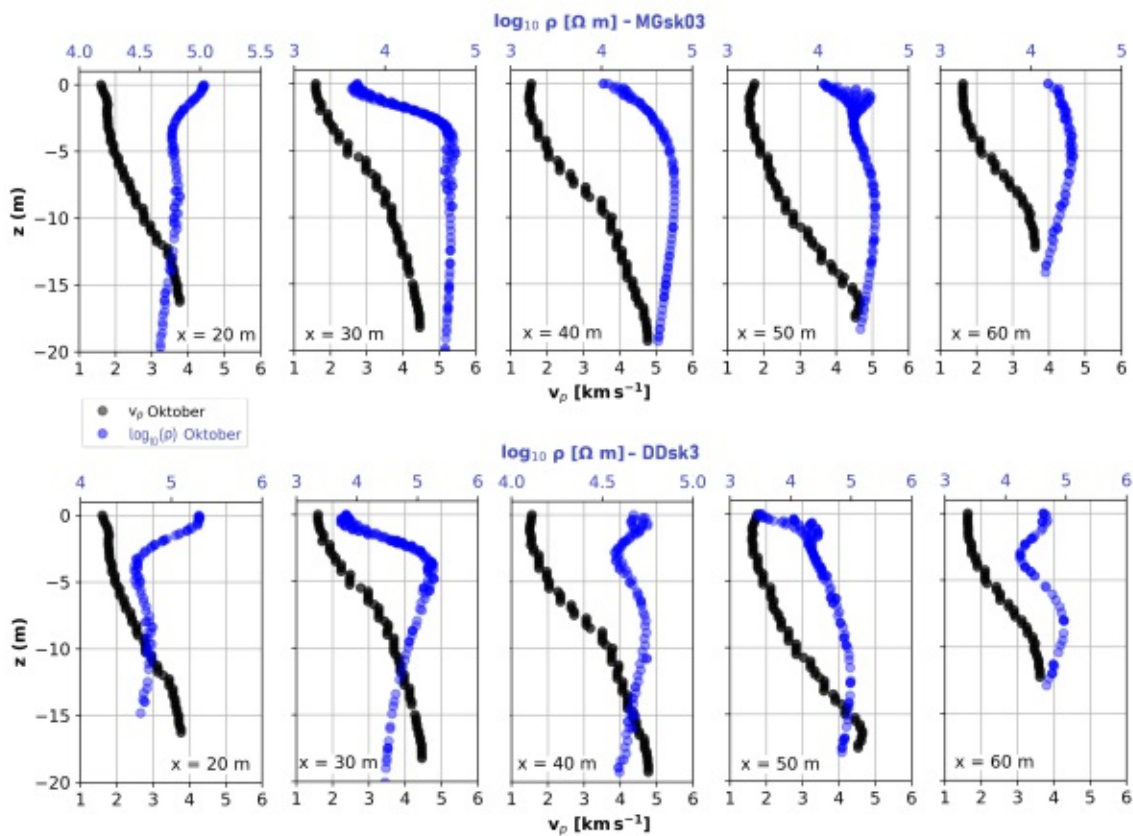 log₁₀ ρ [Ω m] - MGsk03
4.0 4.5 5.0 5.5 3 4 5 3 4 5 3 4 5 3 4 5
0
−5
−10
−15
−20
z (m)
x = 20 m x = 30 m x = 40 m x = 50 m x = 60 m
1 2 3 4 5 6 1 2 3 4 5 6 1 2 3 4 5 6 1 2 3 4 5 6 1 2 3 4 5 6
vₚ [km s⁻¹]
vₚ Oktober
log₁₀(ρ) Oktober
log₁₀ ρ [Ω m] - DDsk3
4 5 6 3 4 5 6 4.0 4.5 5.0 3 4 5 6 3 4 5 6
0
−5
−10
−15
−20
z (m)
x = 20 m x = 30 m x = 40 m x = 50 m x = 60 m
1 2 3 4 5 6 1 2 3 4 5 6 1 2 3 4 5 6 1 2 3 4 5 6 1 2 3 4 5 6
vₚ [km s⁻¹]